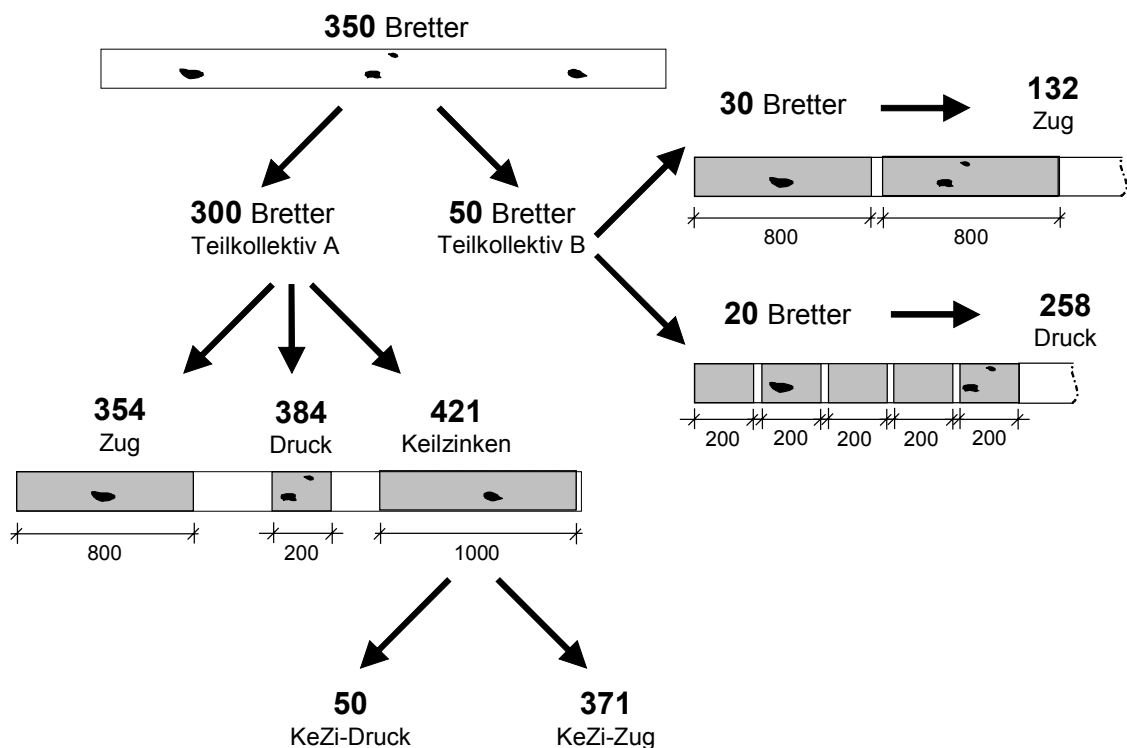 350 Bretter
30 Bretter
132
Zug
800
800
300 Bretter
Teilkollektiv A
50 Bretter
Teilkollektiv B
20 Bretter
258
Druck
200
200
200
200
200
354
Zug
384
Druck
421
Keilzinken
800
200
1000
50
KeZi-Druck
371
KeZi-Zug